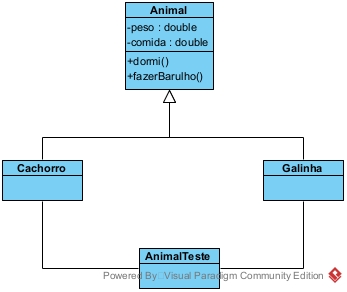 Animal
-peso : double
-comida : double
+dormi()
+fazerBarulho()
Cachorro
Galinha
AnimalTeste
Powered By Visual Paradigm Community Edition